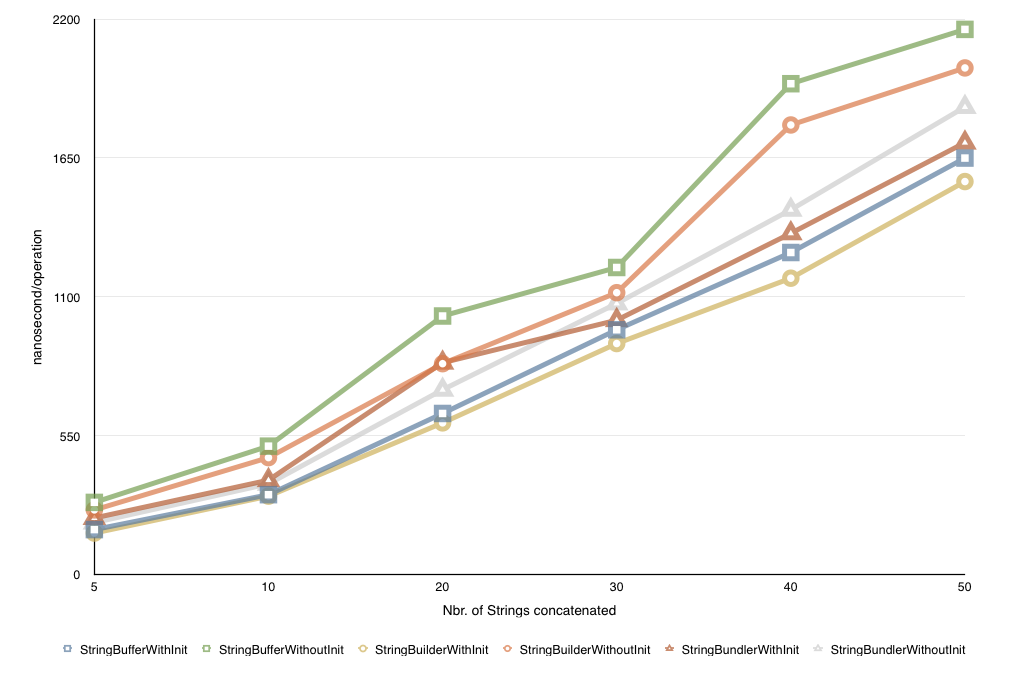 2200
1650
1100
550
0
nanosecond/operation
5 10 20 30 40 50
Nbr. of Strings concatenated
StringBufferWithInit StringBufferWithoutInit StringBuilderWithInit StringBuilderWithoutInit StringBundlerWithInit StringBundlerWithoutInit